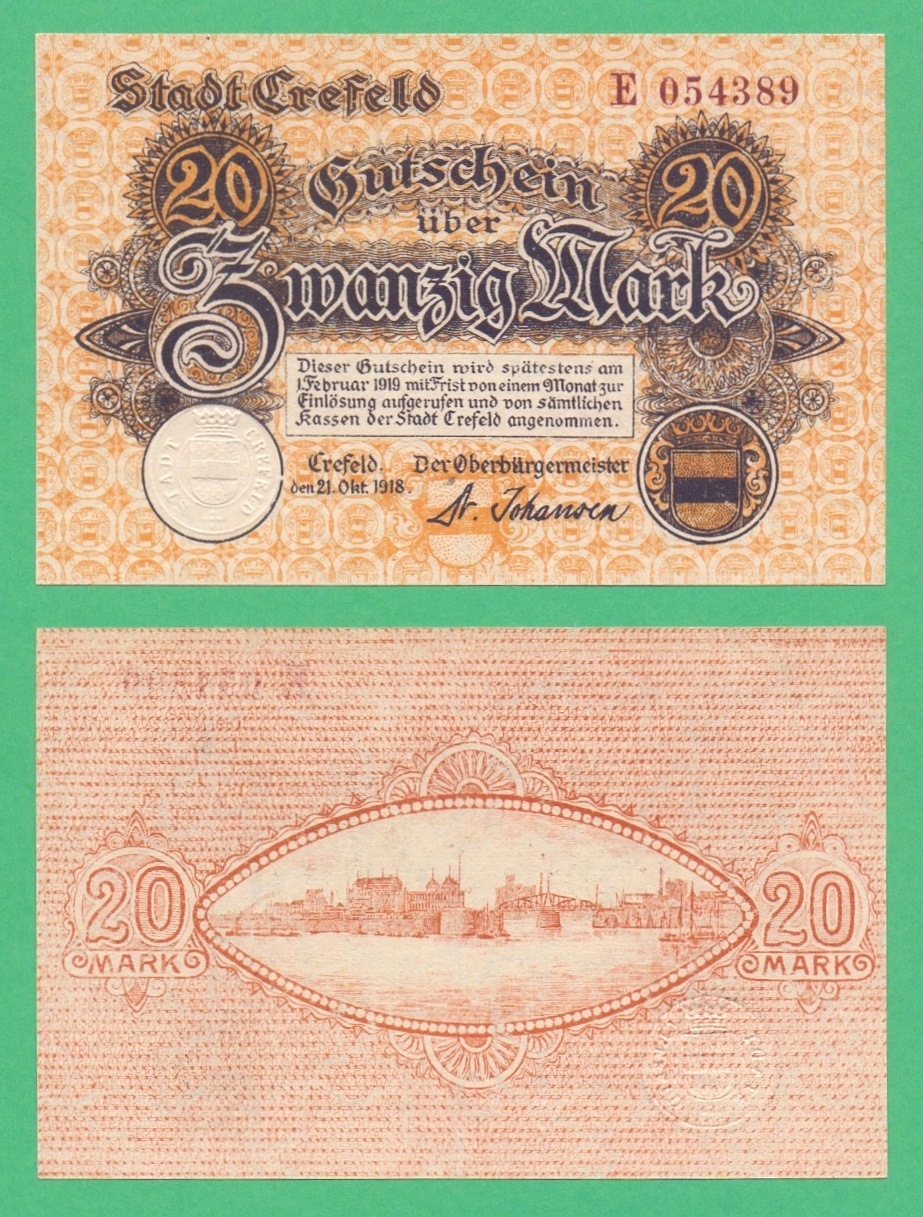 Stadt Crefeld
E 054389
20
Gutschein
20
über
Zwanzig Mark
Dieser Gutschein wird spätestens am
1. Februar 1919 mit Frist von einem Monat zur
Einlösung aufgerufen und von sämtlichen
Kassen der Stadt Crefeld angenommen.
STADT CREFELD
Crefeld. Der Oberbürgermeister
den 21. Okt. 1918.
Johansen
20
MARK
20
MARK